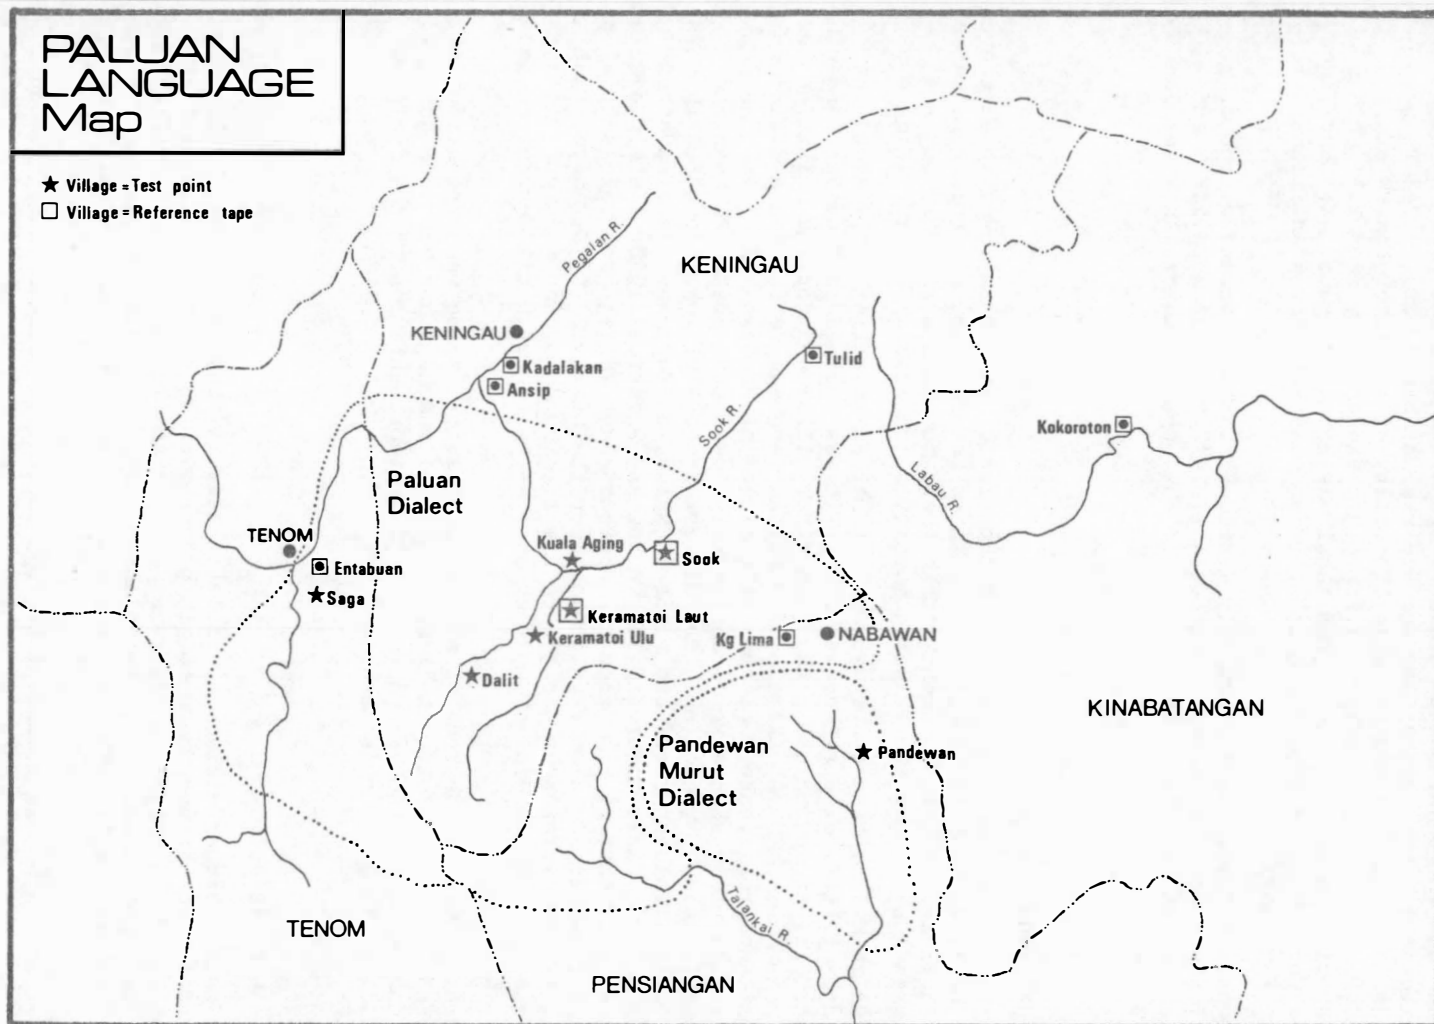 PALUAN
LANGUAGE
Map
★ Village = Test point
□ Village = Reference tape
Pegalan R.
KENINGAU
KENINGAU
Kadalakan
Ansip
Tulid
Sook R.
Kokoroton
Labau R.
Paluan
Dialect
TENOM
Entabuan
Saga
Kuala Aging
Sook
Keramatoi Laut
Keramatoi Ulu
Kg Lima
NABAWAN
Dalit
KINABATANGAN
Pandewan
Murut
Dialect
Pandewan
Talankai R.
TENOM
PENSIANGAN